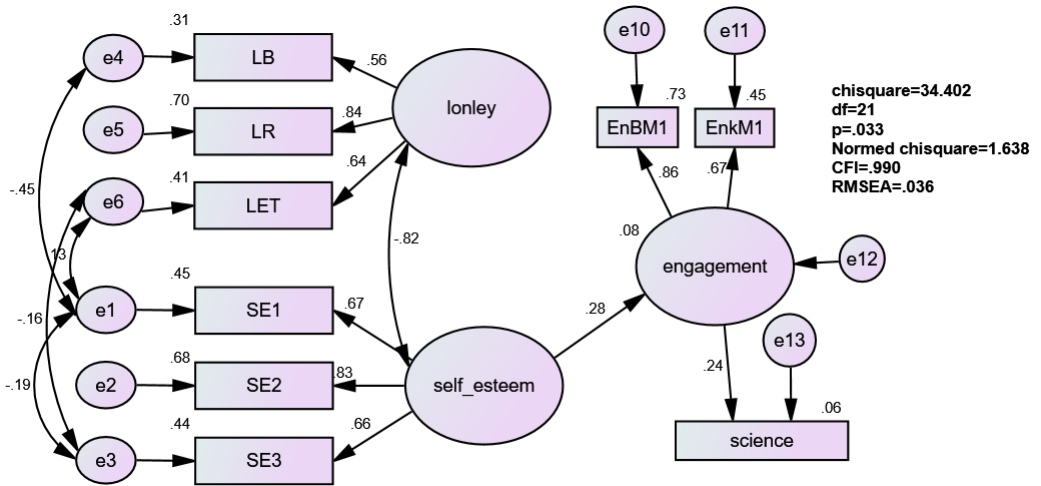 .31
e4
LB
.56
.70
e5
LR
.84
lonley
.64
.41
e6
LET
-.45
-.82
.13
.45
e1
SE1
.67
-.16
.68
e2
SE2
.83
self_esteem
-.19
.44
e3
SE3
.66
e10
e11
.73
.45
EnBM1
EnkM1
.86
.67
.08
engagement
e12
.28
e13
.24
.06
science
chisquare=34.402
df=21
p=.033
Normed chisquare=1.638
CFI=.990
RMSEA=.036